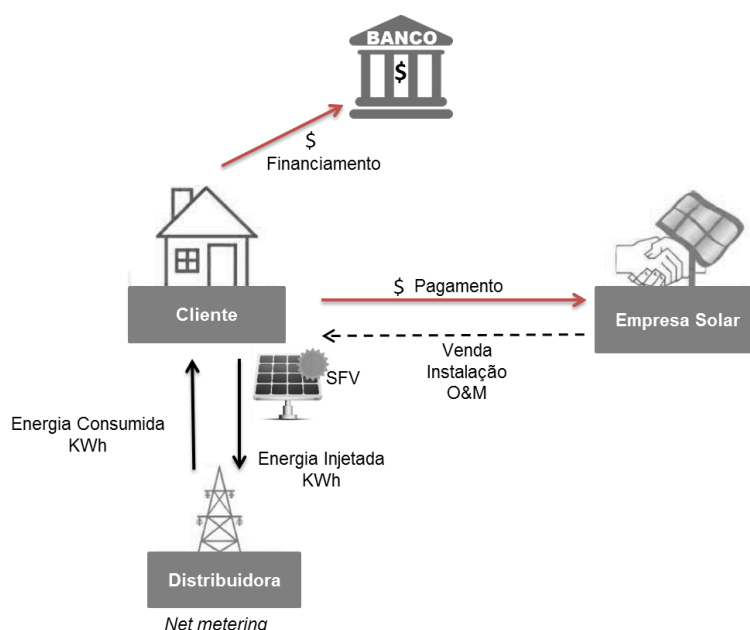 BANCO
$
$
Financiamento
Cliente
$ Pagamento
Empresa Solar
Venda
Instalação
O&M
SFV
Energia Consumida
KWh
Energia Injetada
KWh
Distribuidora
Net metering